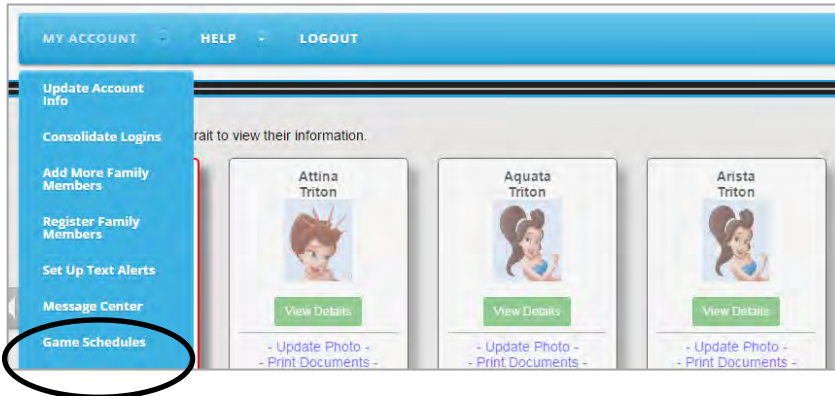 MY ACCOUNT HELP LOGOUT
Update Account
Info
Consolidate Logins
Add More Family
Members
Register Family
Members
Set Up Text Alerts
Message Center
Game Schedules
rait to view their information.
Attina
Triton
View Details
- Update Photo -
- Print Documents -
Aquata
Triton
View Details
- Update Photo -
- Print Documents -
Arista
Triton
View Details
- Update Photo -
- Print Documents -